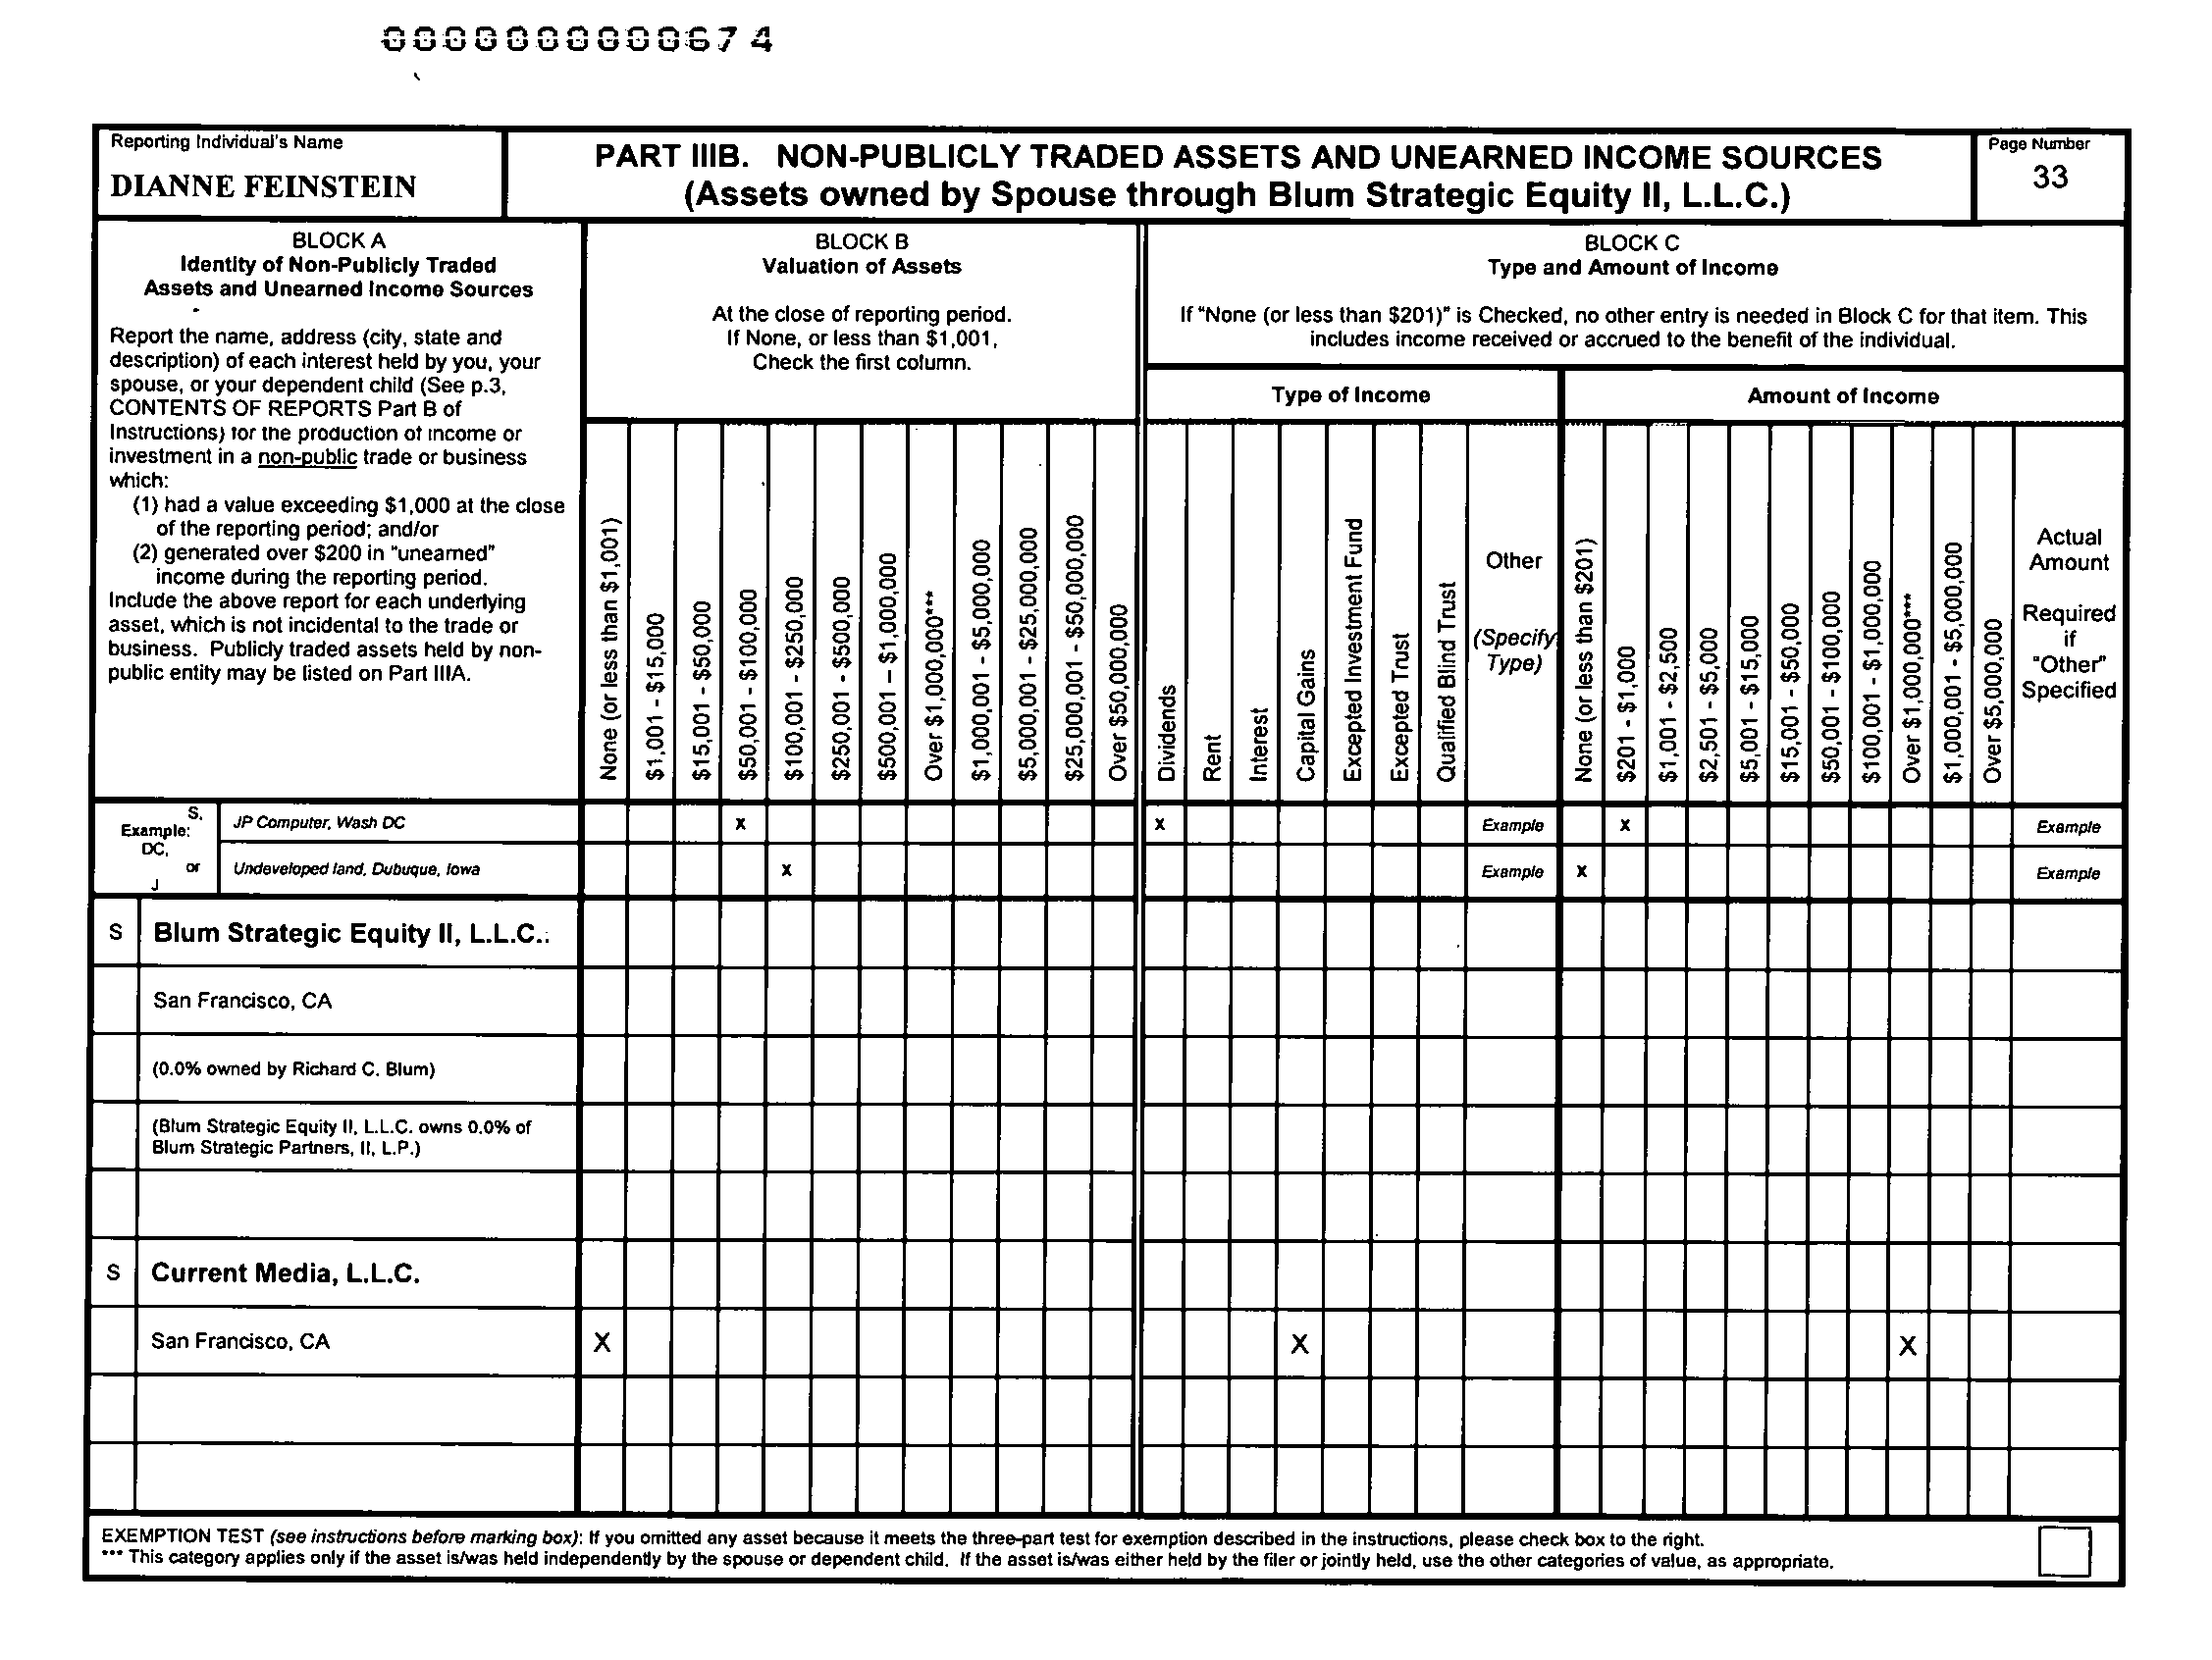 000000000674
Reporting Individual's Name
DIANNE FEINSTEIN
PART IIIB. NON-PUBLICLY TRADED ASSETS AND UNEARNED INCOME SOURCES
(Assets owned by Spouse through Blum Strategic Equity II, L.L.C.)
Page Number
33
BLOCK A
Identity of Non-Publicly Traded
Assets and Unearned Income Sources
Report the name, address (city, state and
description) of each interest held by you, your
spouse, or your dependent child (See p.3,
CONTENTS OF REPORTS Part B of
Instructions) for the production of income or
investment in a non-public trade or business
which:
(1) had a value exceeding $1,000 at the close
of the reporting period; and/or
(2) generated over $200 in "unearned"
income during the reporting period.
Include the above report for each underlying
asset, which is not incidental to the trade or
business. Publicly traded assets held by non-
public entity may be listed on Part IIIA.
BLOCK B
Valuation of Assets
At the close of reporting period.
If None, or less than $1,001,
Check the first column.
BLOCK C
Type and Amount of Income
If "None (or less than $201)" is Checked, no other entry is needed in Block C for that item. This
includes income received or accrued to the benefit of the individual.
Type of Income
Amount of Income
None (or less than $1,001)
$1,001 - $15,000
$15,001 - $50,000
$50,001 - $100,000
$100,001 - $250,000
$250,001 - $500,000
$500,001 – $1,000,000
Over $1,000,000***
$1,000,001 - $5,000,000
$5,000,001 - $25,000,000
$25,000,001 - $50,000,000
Over $50,000,000
Dividends
Rent
Interest
Capital Gains
Excepted Investment Fund
Excepted Trust
Qualified Blind Trust
Other
(Specify
Type)
None (or less than $201)
$201 - $1,000
$1,001 - $2,500
$2,501 - $5,000
$5,001 - $15,000
$15,001 - $50,000
$50,001 - $100,000
$100,001 - $1,000,000
Over $1,000,000***
$1,000,001 - $5,000,000
Over $5,000,000
Actual
Amount
Required
if
"Other"
Specified
S,
Example:
DC,
or
J
JP Computer, Wash DC X X Example X Example
Undeveloped land, Dubuque, Iowa X Example X Example
S Blum Strategic Equity II, L.L.C.:
San Francisco, CA
(0.0% owned by Richard C. Blum)
(Blum Strategic Equity II, L.L.C. owns 0.0% of
Blum Strategic Partners, II, L.P.)
S Current Media, L.L.C.
San Francisco, CA X X X
EXEMPTION TEST (see instructions before marking box): If you omitted any asset because it meets the three-part test for exemption described in the instructions, please check box to the right.
*** This category applies only if the asset is/was held independently by the spouse or dependent child. If the asset is/was either held by the filer or jointly held, use the other categories of value, as appropriate.